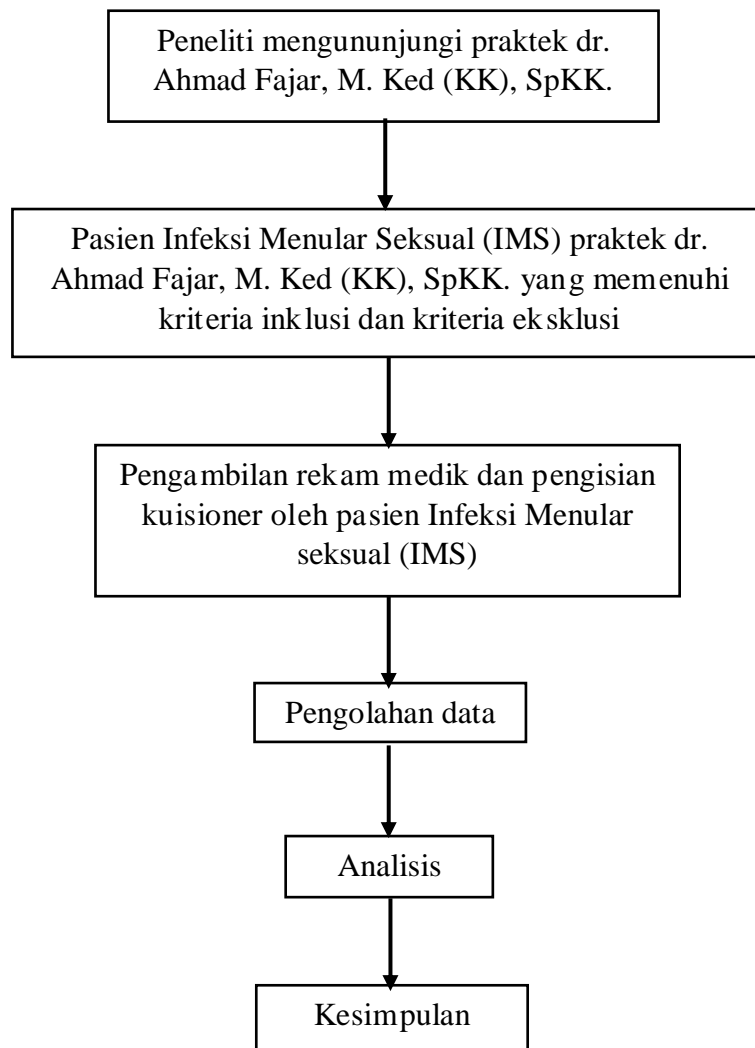 Peneliti mengununjungi praktek dr.
Ahmad Fajar, M. Ked (KK), SpKK.
Pasien Infeksi Menular Seksual (IMS) praktek dr.
Ahmad Fajar, M. Ked (KK), SpKK. yang memenuhi
kriteria inklusi dan kriteria eksklusi
Pengambilan rekam medik dan pengisian
kuisioner oleh pasien Infeksi Menular
seksual (IMS)
Pengolahan data
Analisis
Kesimpulan